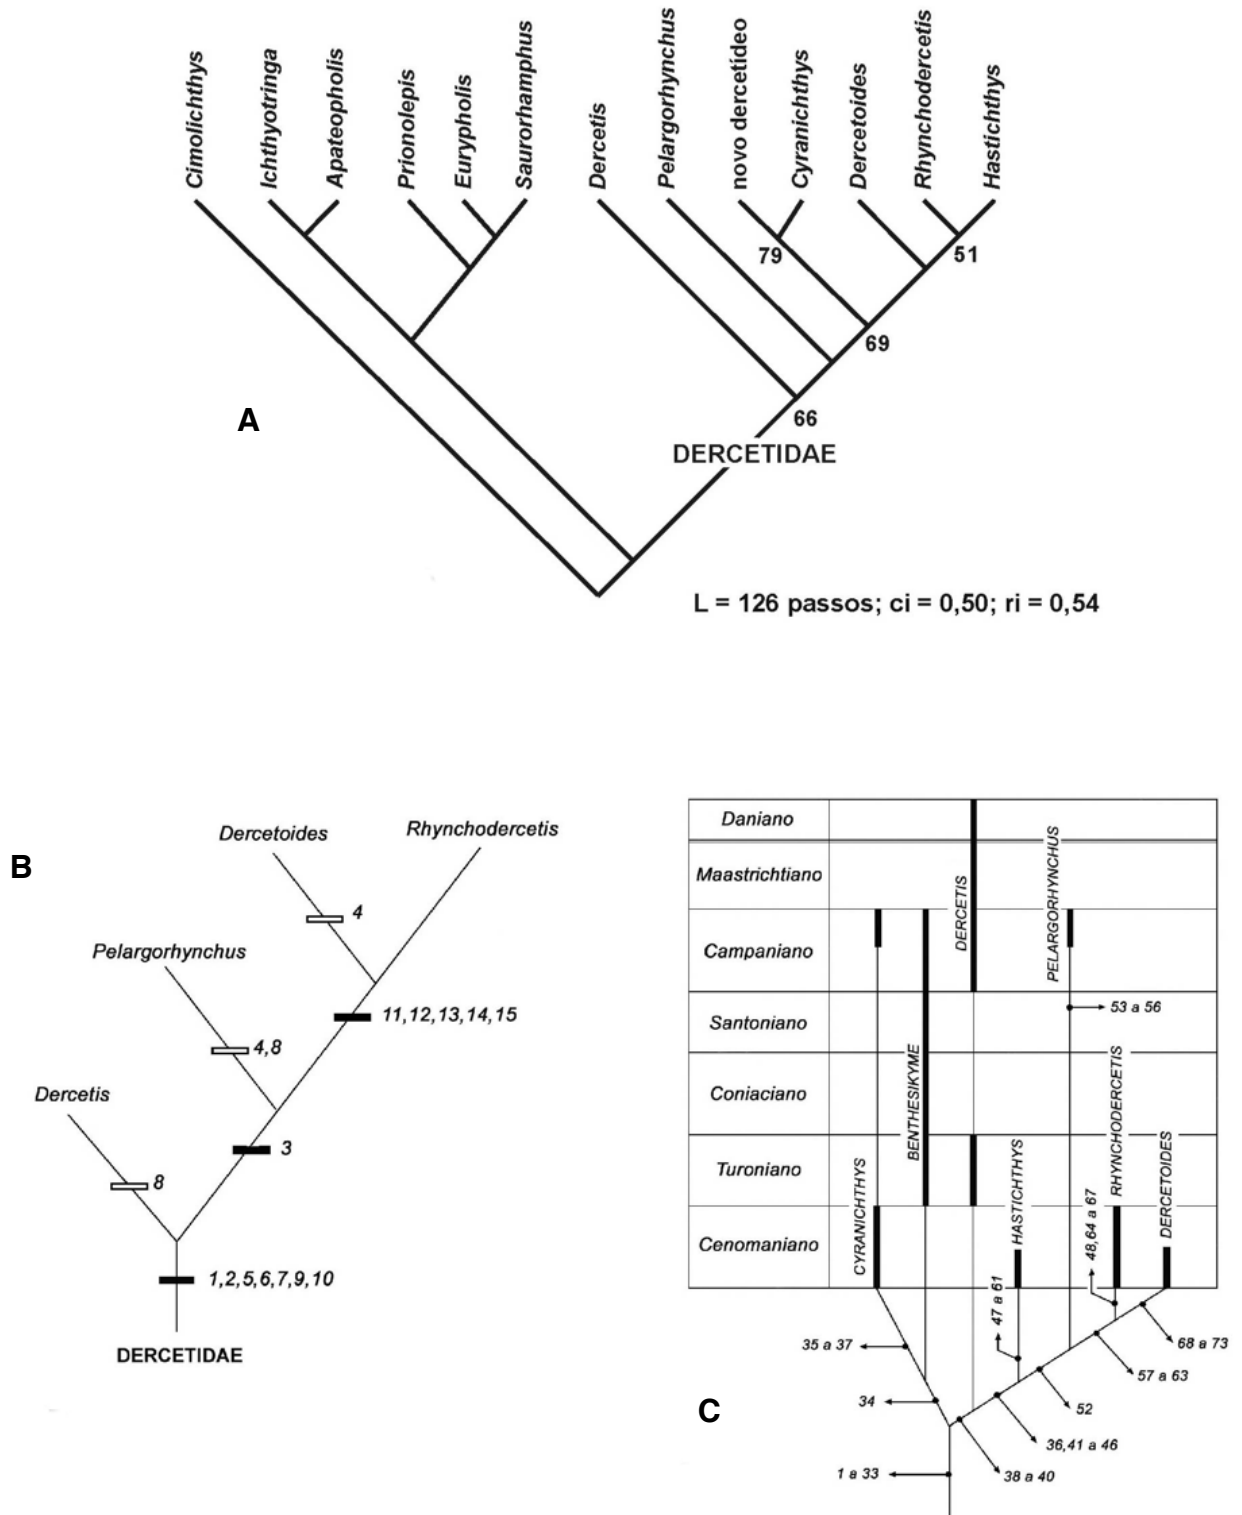 Cimolichthys
Ichthyotringa
Apateopholis
Prionolepis
Eurypholis
Saurorhamphus
Dercetis
Pelargorhynchus
novo dercetideo
Cyranichthys
Dercetoides
Rhynchodercetis
Hastichthys
79
51
69
A
66
DERCETIDAE
L = 126 passos; ci = 0,50; ri = 0,54
B
Dercetoides
Rhynchodercetis
4
Pelargorhynchus
11,12,13,14,15
4,8
Dercetis
3
8
1,2,5,6,7,9,10
DERCETIDAE
Daniano
Maastrichtiano
Campaniano
Santoniano
Coniaciano
Turoniano
Cenomaniano
CYRANICHTHYS
BENTHESIKYME
DERCETIS
HASTICHTHYS
PELARGORHYNCHUS
RHYNCHODERCETIS
DERCETOIDES
53 a 56
48,64 a 67
47 a 61
35 a 37
68 a 73
57 a 63
34
52
C
36,41 a 46
1 a 33
38 a 40